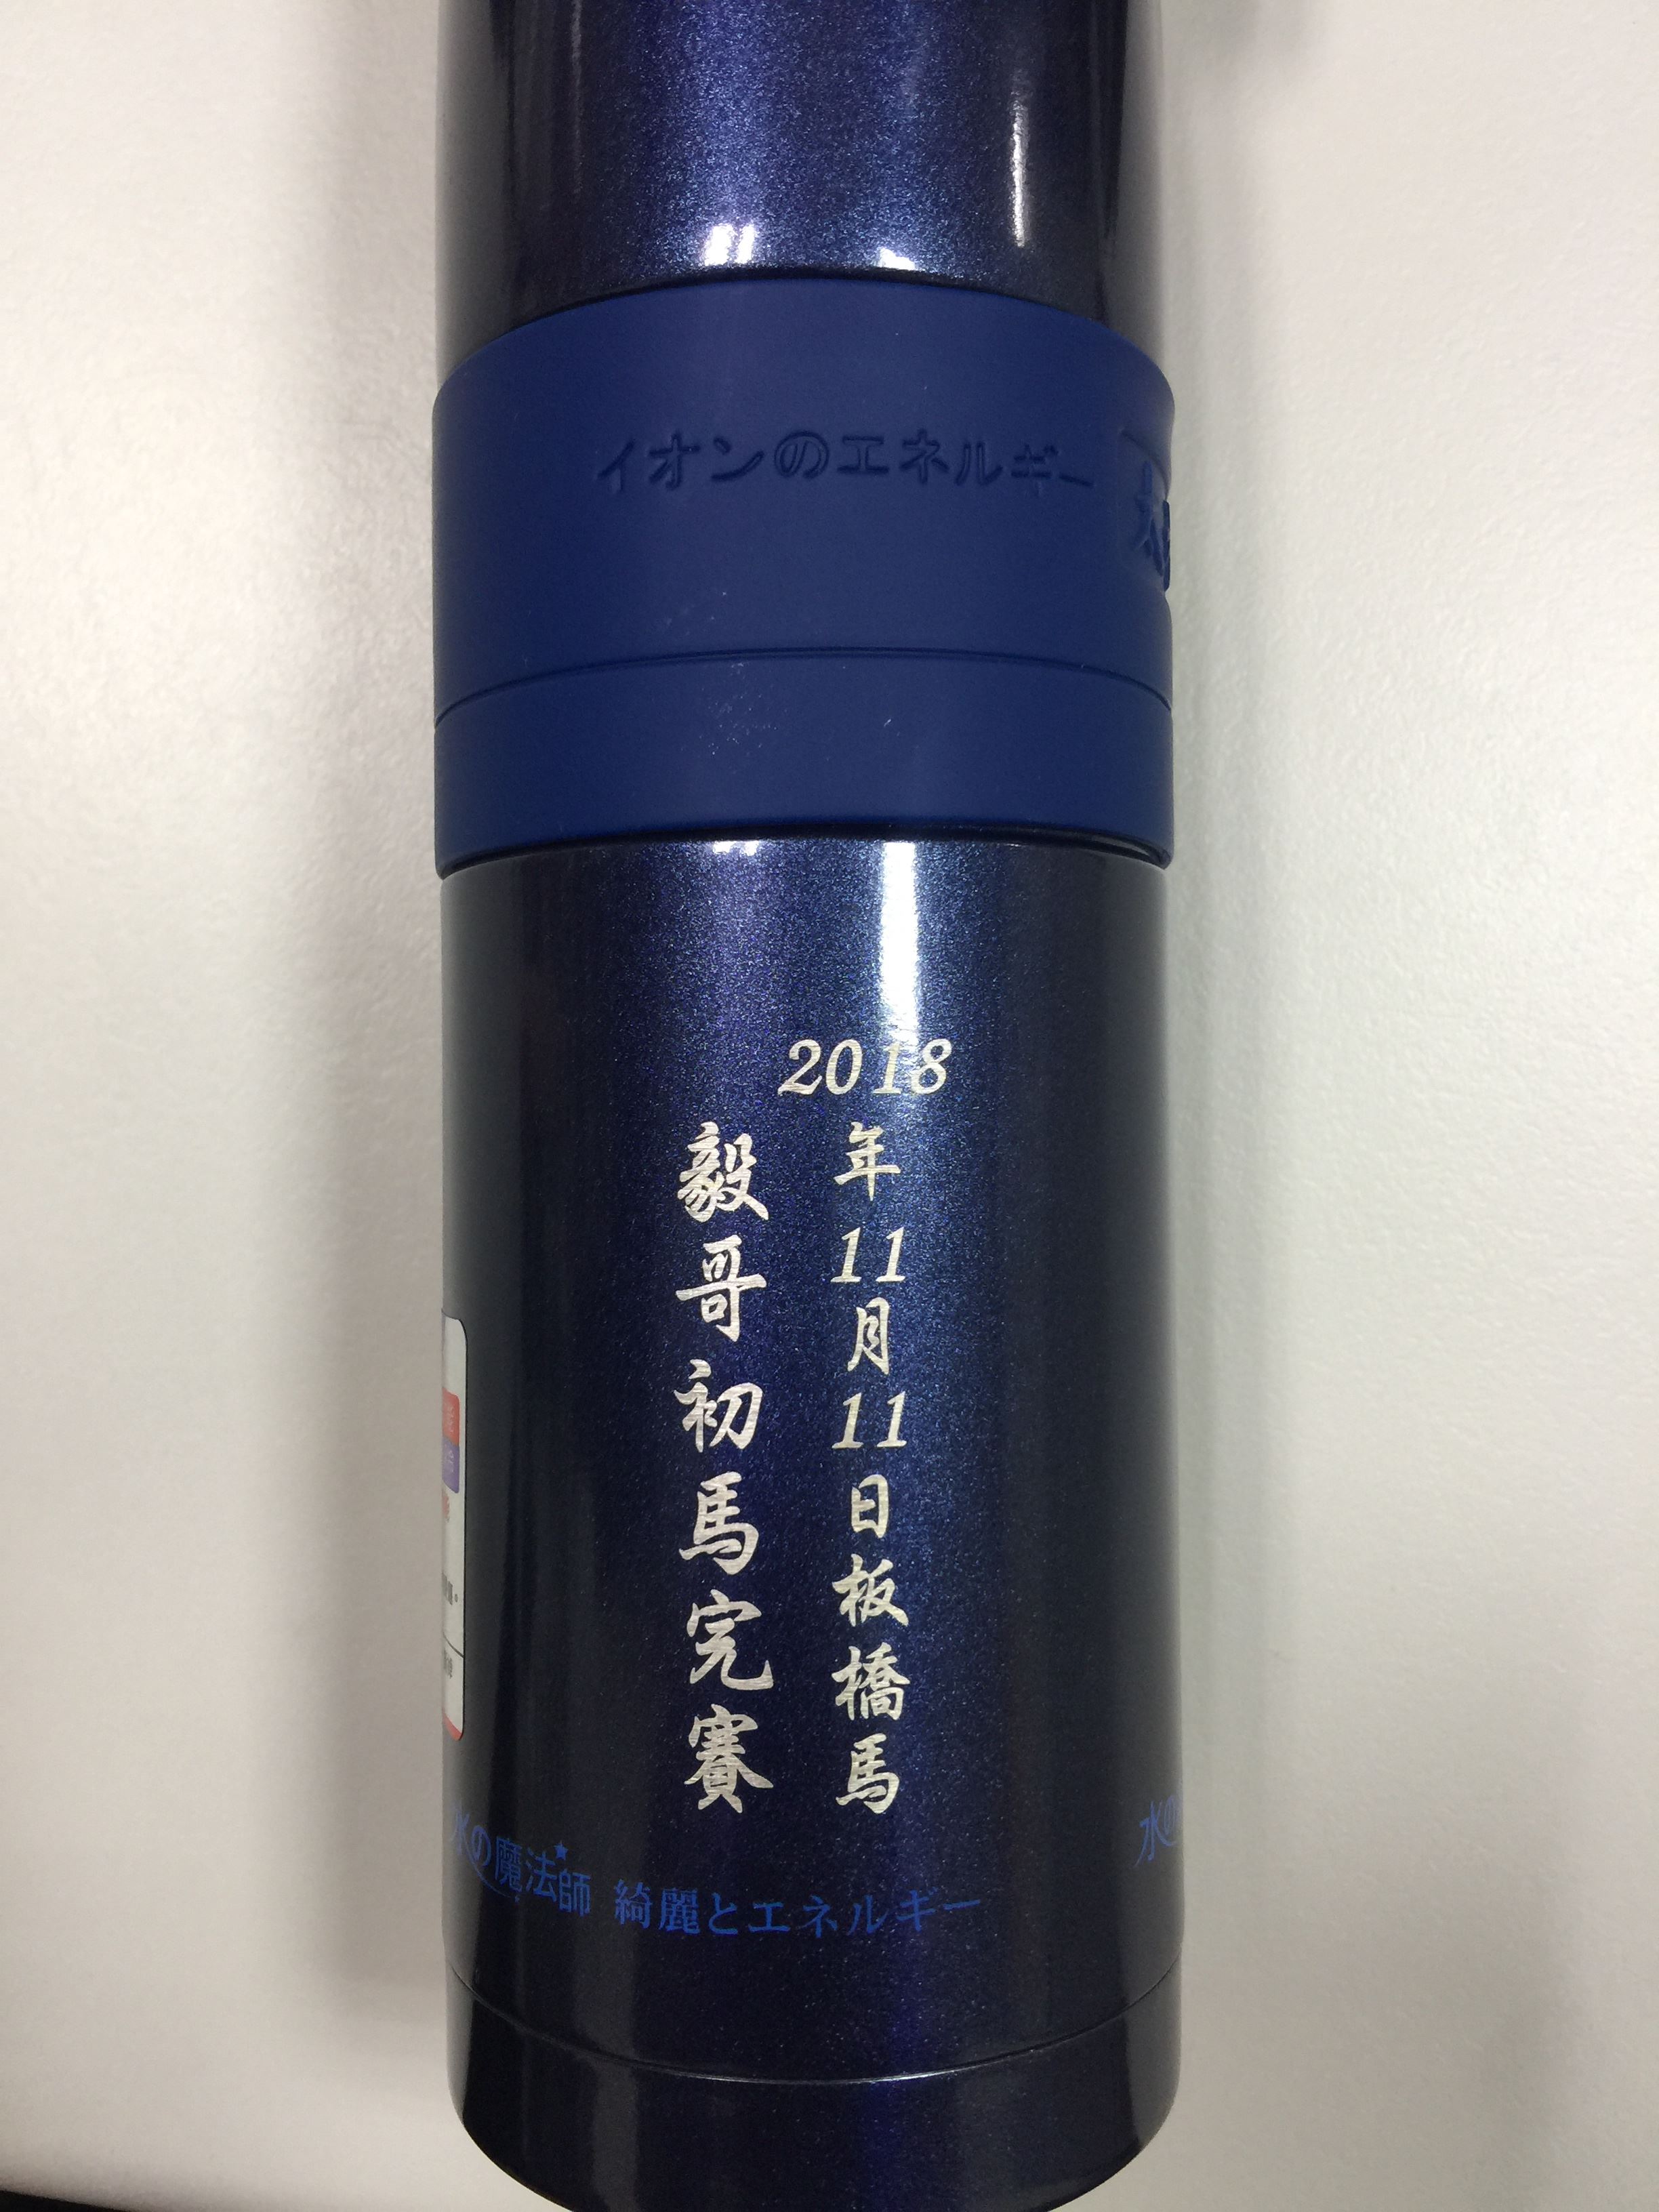 イオンのエネルギー
2018年11月11日板橋馬
毅哥初馬完賽
水の魔法師 綺麗とエネルギー
水の